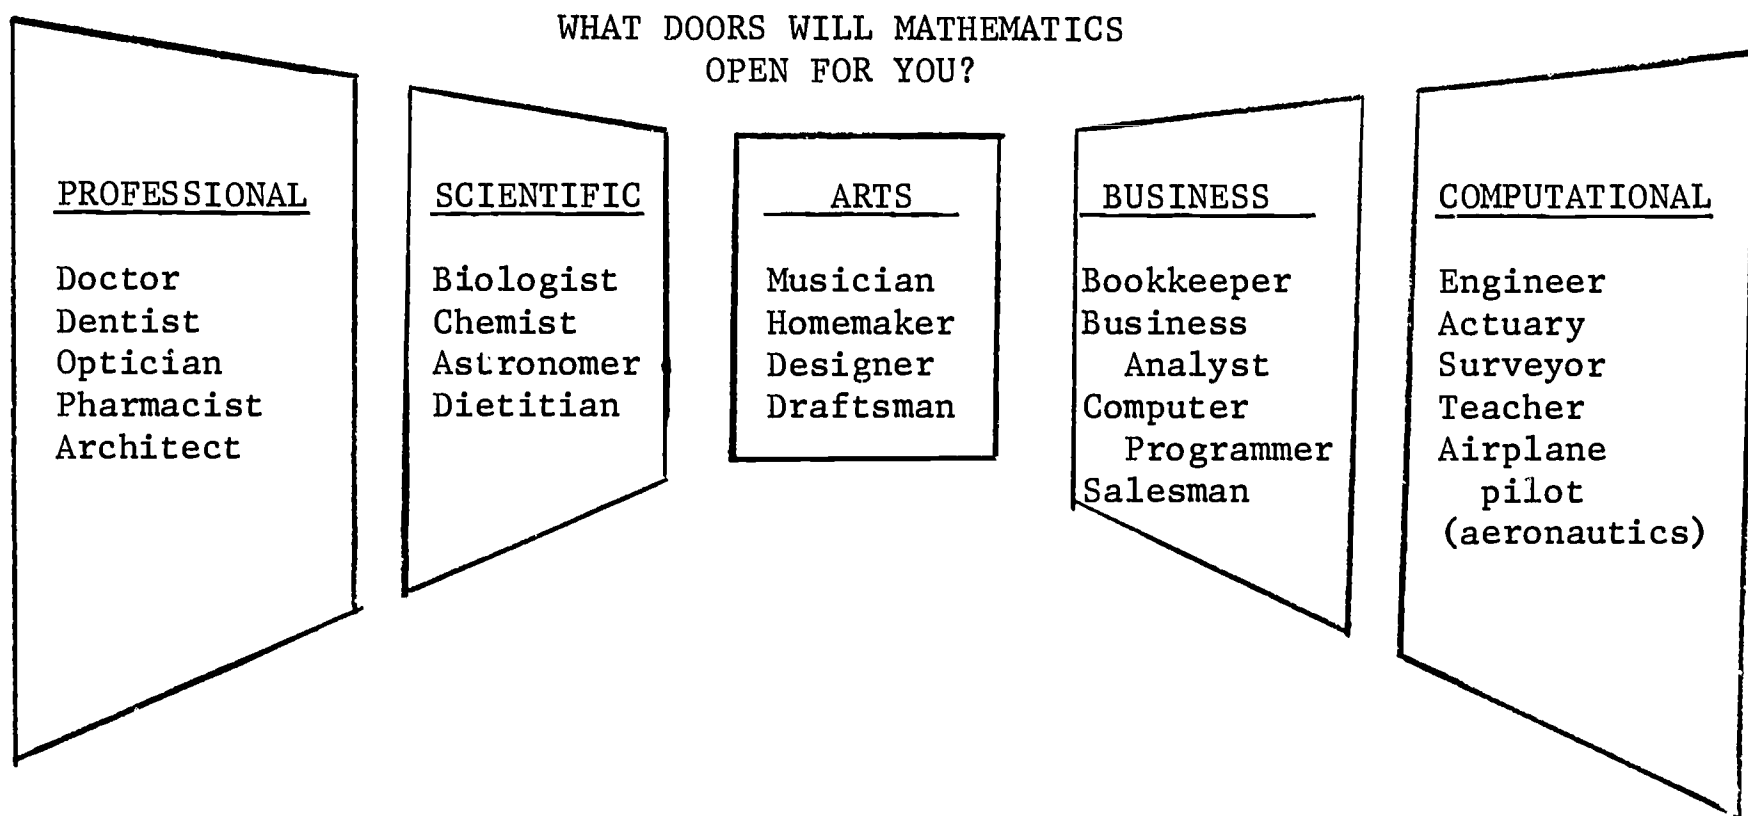 WHAT DOORS WILL MATHEMATICS
OPEN FOR YOU?
PROFESSIONAL
Doctor
Dentist
Optician
Pharmacist
Architect
SCIENTIFIC
Biologist
Chemist
Astronomer
Dietitian
ARTS
Musician
Homemaker
Designer
Draftsman
BUSINESS
Bookkeeper
Business
Analyst
Computer
Programmer
Salesman
COMPUTATIONAL
Engineer
Actuary
Surveyor
Teacher
Airplane
pilot
(aeronautics)